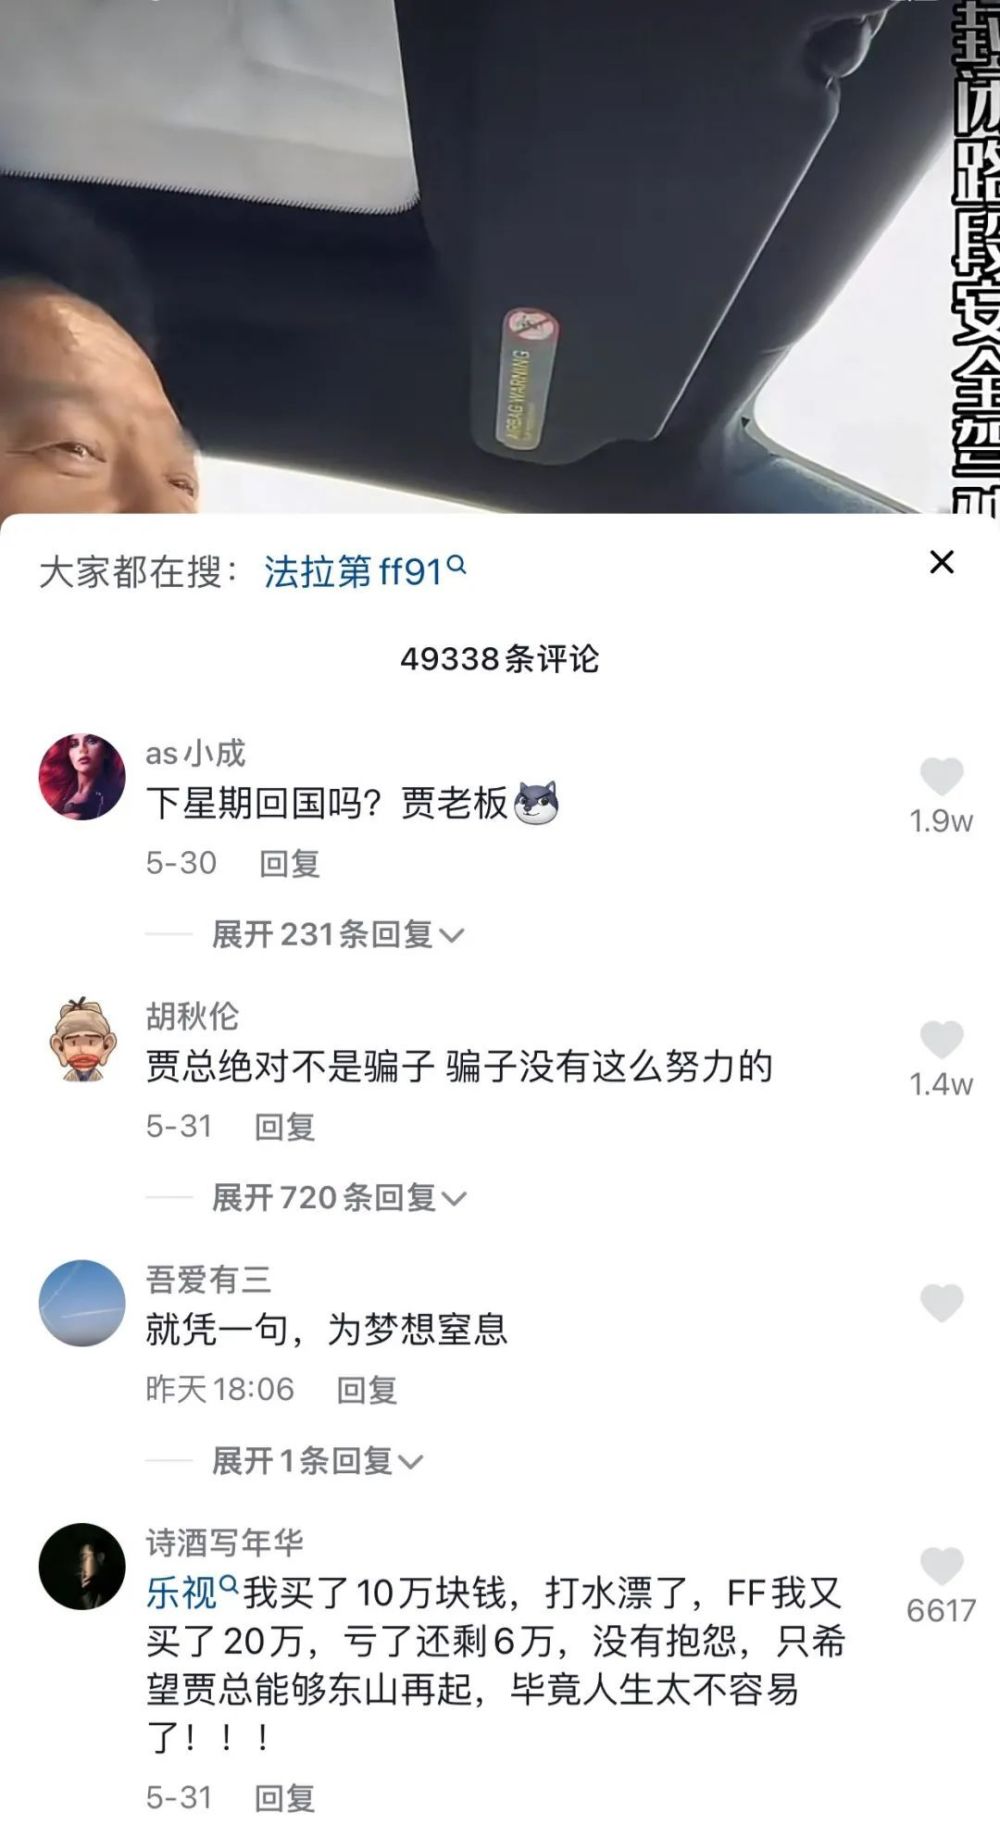 封闭路段安全驾驶
AIRBAG WARNING
大家都在搜：法拉第ff91
49338条评论
as小成
下星期回国吗？贾老板
1.9w
5-30 回复
展开231条回复
胡秋伦
贾总绝对不是骗子 骗子没有这么努力的
1.4w
5-31 回复
展开720条回复
吾爱有三
就凭一句，为梦想窒息
昨天18:06 回复
展开1条回复
诗酒写年华
乐视我买了10万块钱，打水漂了，FF我又
买了20万，亏了还剩6万，没有抱怨，只希
望贾总能够东山再起，毕竟人生太不容易
了！！！
6617
5-31 回复